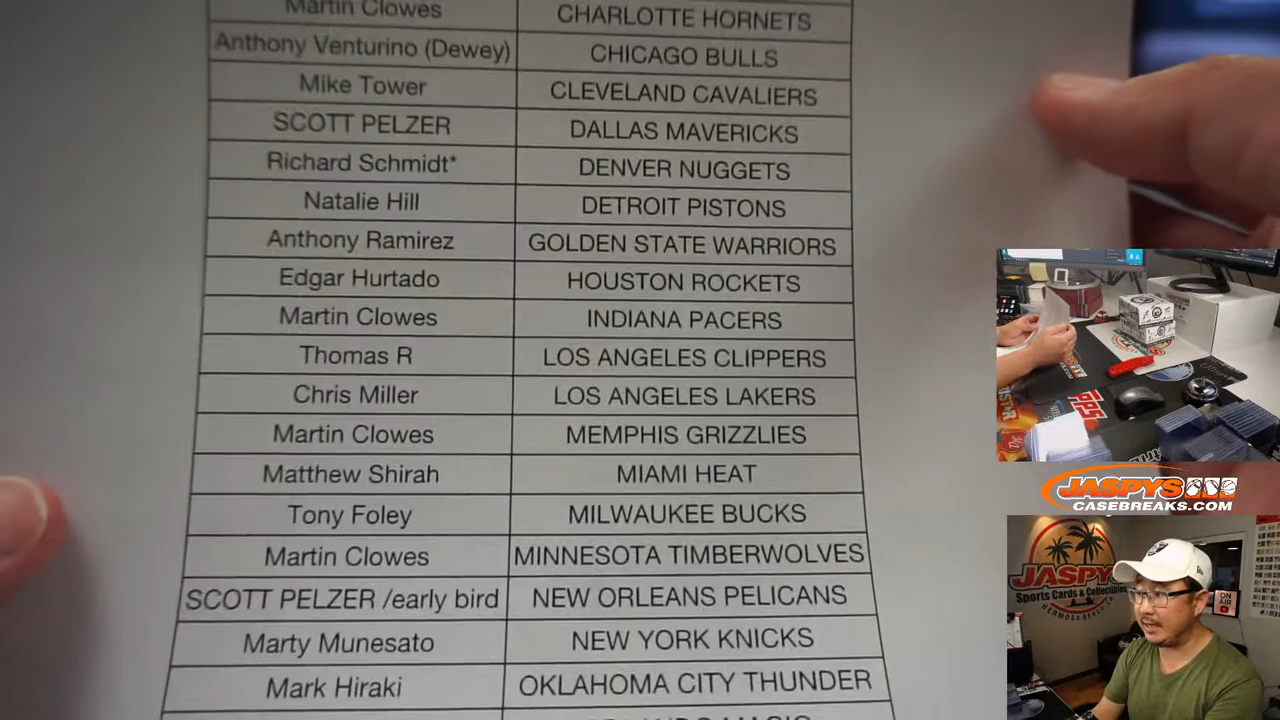 Martin Clowes CHARLOTTE HORNETS
Anthony Venturino (Dewey) CHICAGO BULLS
Mike Tower CLEVELAND CAVALIERS
SCOTT PELZER DALLAS MAVERICKS
Richard Schmidt* DENVER NUGGETS
Natalie Hill DETROIT PISTONS
Anthony Ramirez GOLDEN STATE WARRIORS
Edgar Hurtado HOUSTON ROCKETS
Martin Clowes INDIANA PACERS
Thomas R LOS ANGELES CLIPPERS
Chris Miller LOS ANGELES LAKERS
Martin Clowes MEMPHIS GRIZZLIES
Matthew Shirah MIAMI HEAT
Tony Foley MILWAUKEE BUCKS
Martin Clowes MINNESOTA TIMBERWOLVES
SCOTT PELZER /early bird NEW ORLEANS PELICANS
Marty Munesato NEW YORK KNICKS
Mark Hiraki OKLAHOMA CITY THUNDER
JASPYS
CASEBREAKS.COM
JASPYS
Sports Cards & Collectibles
HERMOSA BEACH, CA
ON AIR